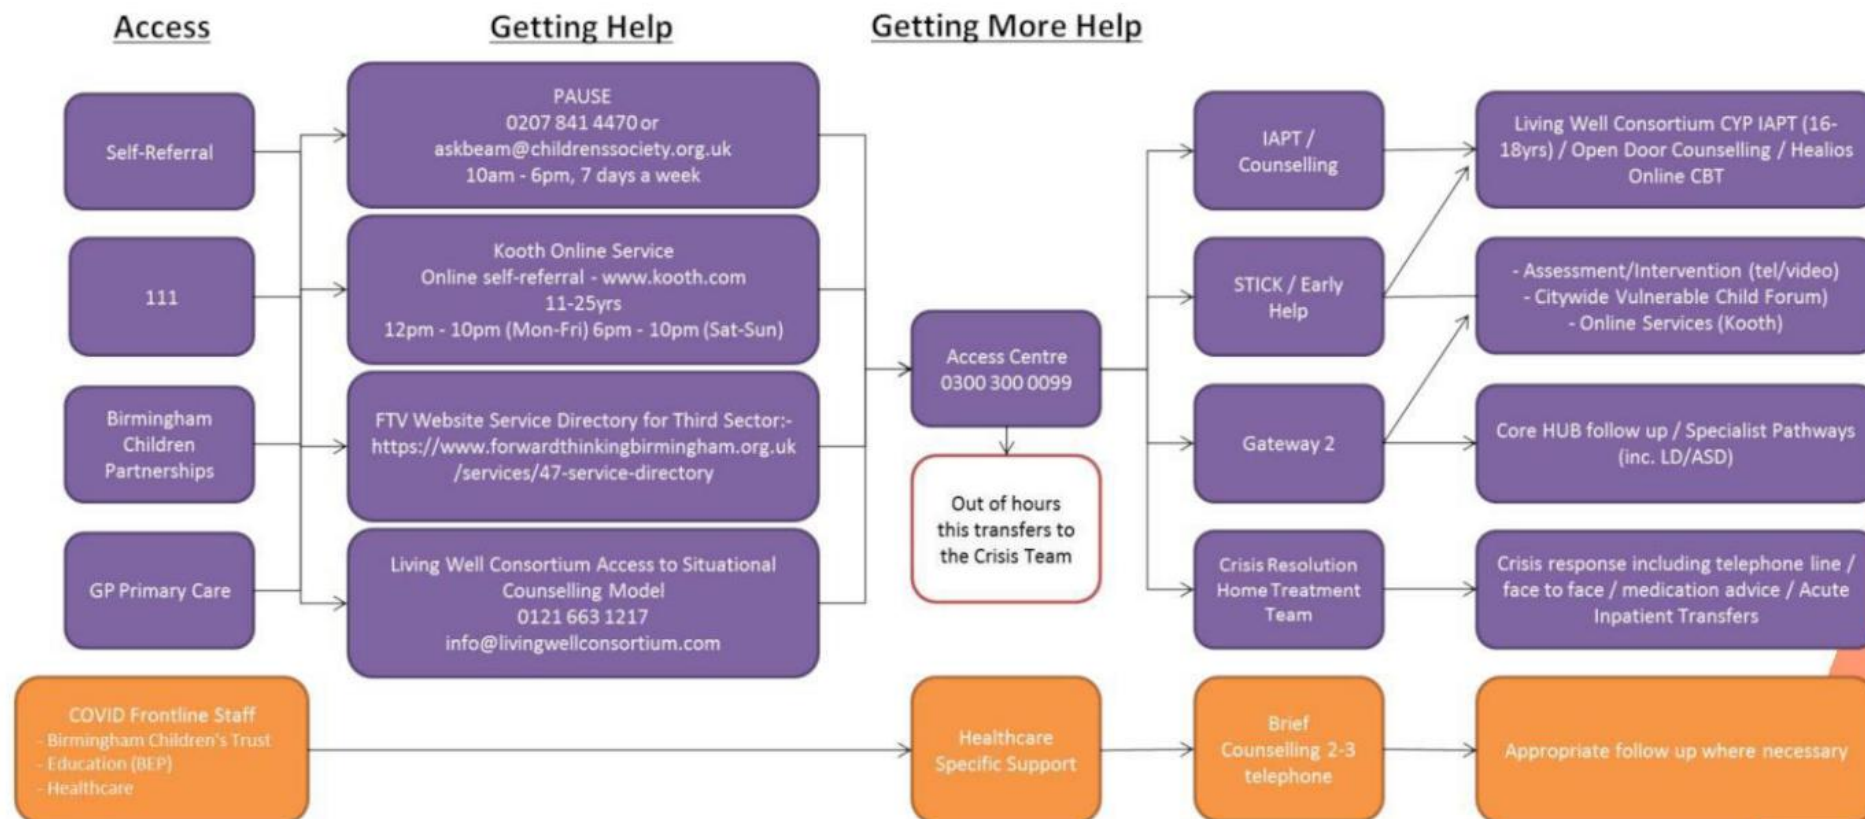 Access
Getting Help
Getting More Help
Self-Referral
111
Birmingham
Children
Partnerships
GP Primary Care
PAUSE
0207 841 4470 or
askbeam@childrenssociety.org.uk
10am - 6pm, 7 days a week
Kooth Online Service
Online self-referral - www.kooth.com
11-25yrs
12pm - 10pm (Mon-Fri) 6pm - 10pm (Sat-Sun)
FTV Website Service Directory for Third Sector:-
https://www.forwardthinkingbirmingham.org.uk
/services/47-service-directory
Living Well Consortium Access to Situational
Counselling Model
0121 663 1217
info@livingwellconsortium.com
Access Centre
0300 300 0099
Out of hours
this transfers to
the Crisis Team
IAPT /
Counselling
STICK / Early
Help
Gateway 2
Crisis Resolution
Home Treatment
Team
Living Well Consortium CYP IAPT (16-
18yrs) / Open Door Counselling / Healios
Online CBT
- Assessment/Intervention (tel/video)
- Citywide Vulnerable Child Forum)
- Online Services (Kooth)
Core HUB follow up / Specialist Pathways
(inc. LD/ASD)
Crisis response including telephone line /
face to face / medication advice / Acute
Inpatient Transfers
COVID Frontline Staff
- Birmingham Children's Trust
- Education (BEP)
- Healthcare
Healthcare
Specific Support
Brief
Counselling 2-3
telephone
Appropriate follow up where necessary